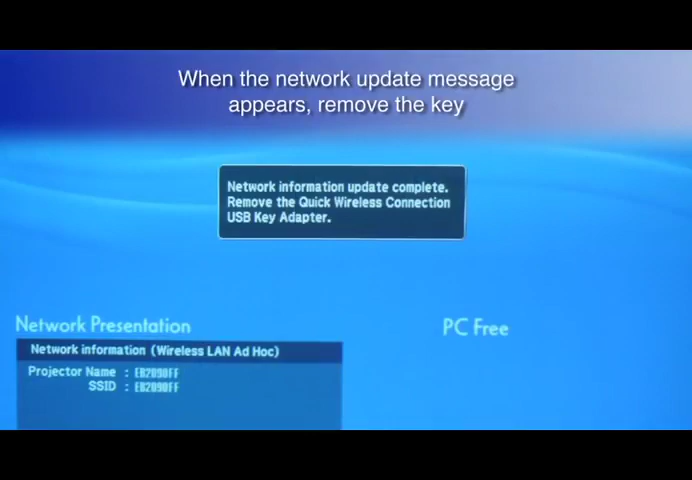 When the network update message
appears, remove the key
Network information update complete.
Remove the Quick Wireless Connection
USB Key Adapter.
Network Presentation
PC Free
Network information (Wireless LAN Ad Hoc)
Projector Name : EB2090FF
SSID : EB2090FF